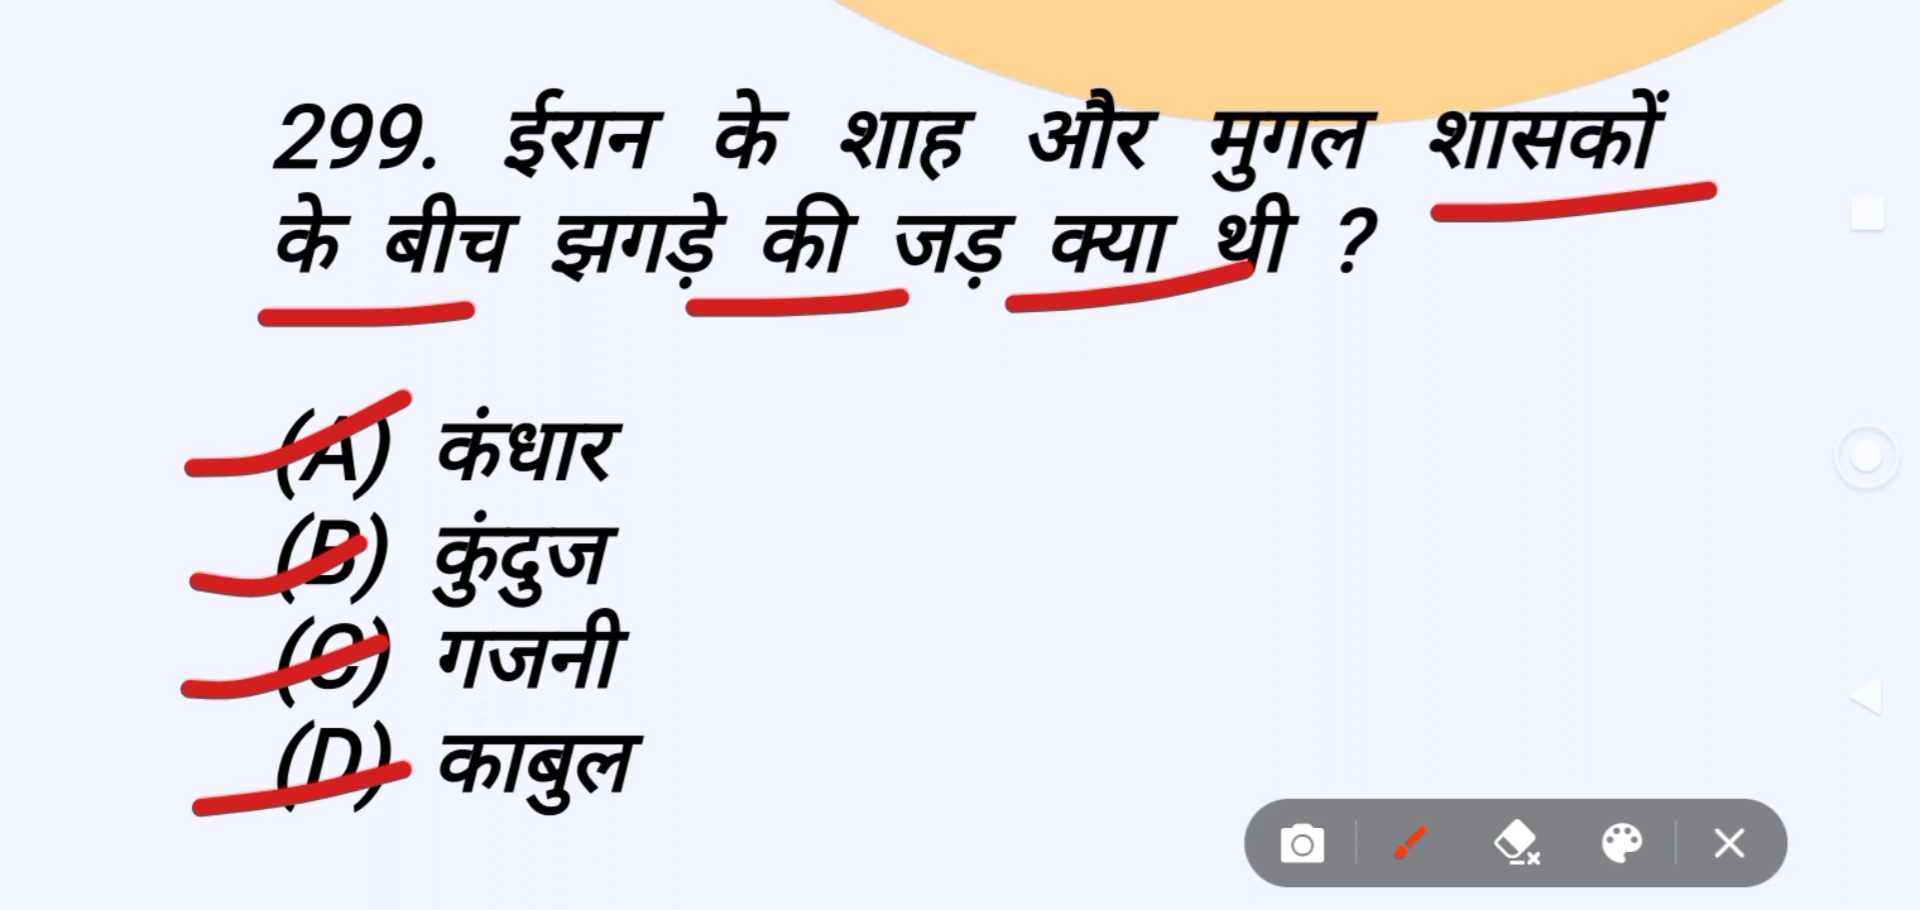 299. ईरान के शाह और मुगल शासकों
के बीच झगड़े की जड़ क्या थी ?
(A) कंधार
(B) कुंदुज
(C) गजनी
(D) काबुल